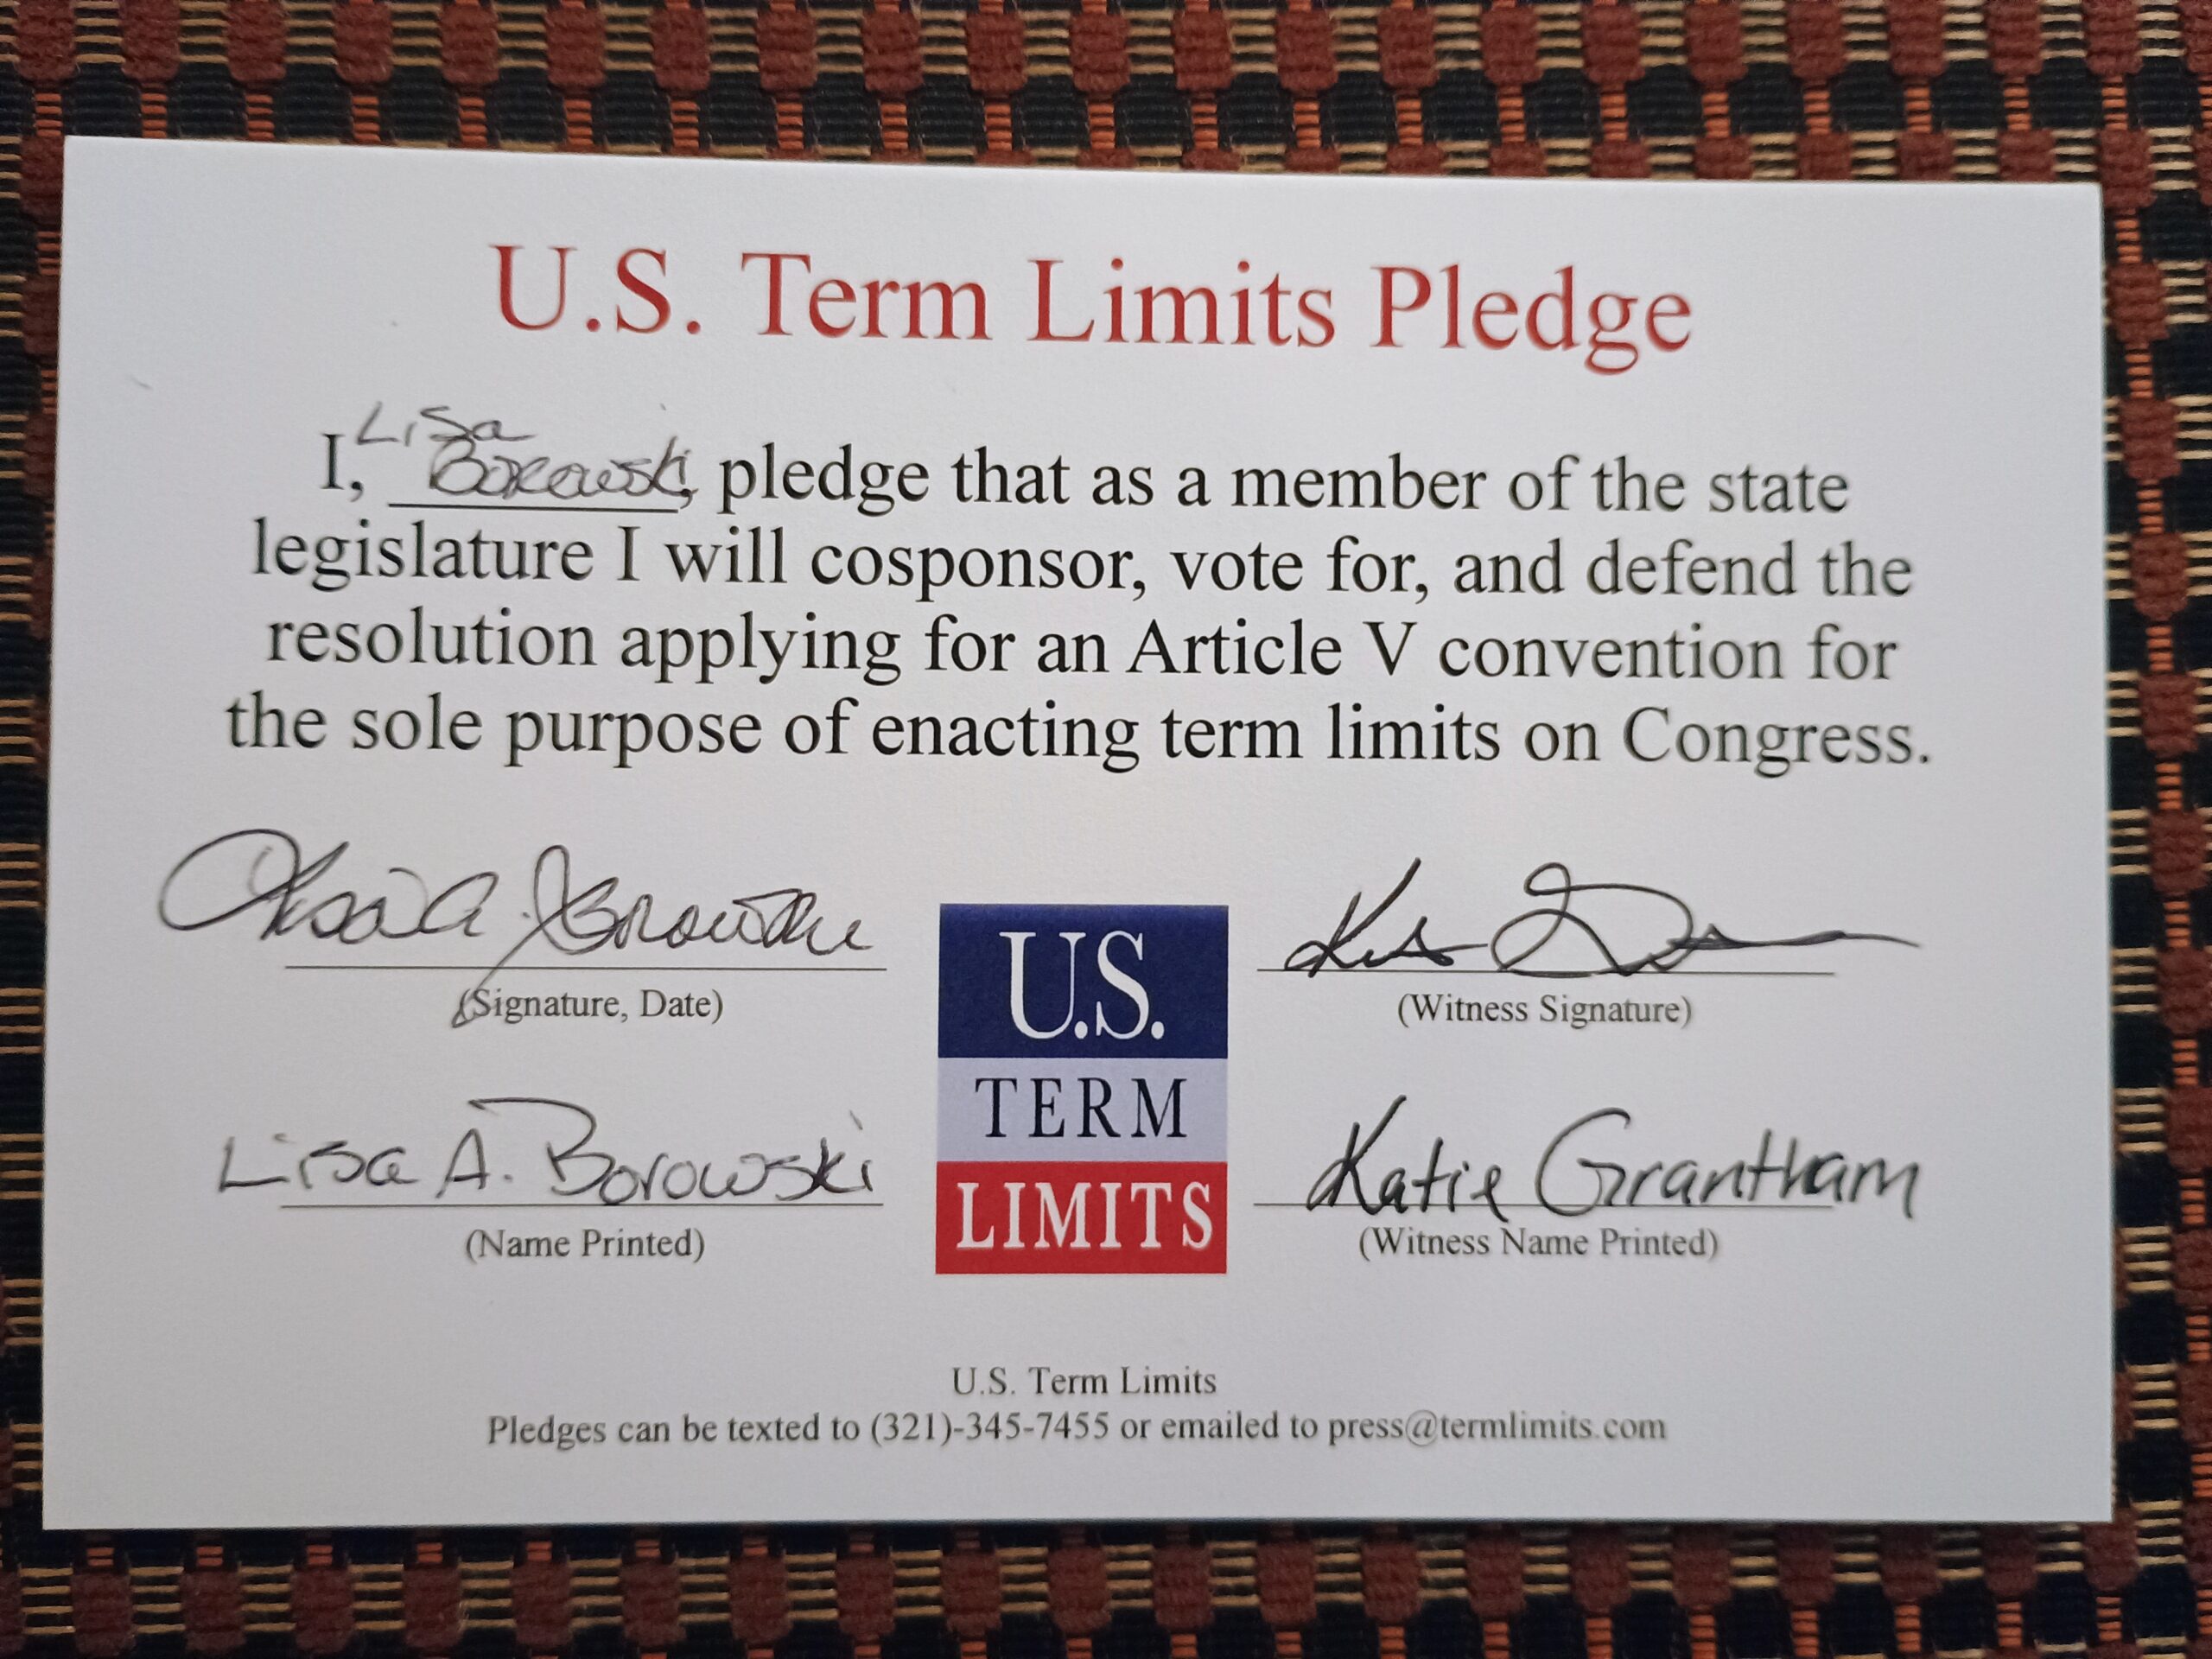 U.S. Term Limits Pledge
Lisa
I, Borowski, pledge that as a member of the state
legislature I will cosponsor, vote for, and defend the
resolution applying for an Article V convention for
the sole purpose of enacting term limits on Congress.
Lisa A. Borowski
(Signature, Date)
(Witness Signature)
U.S.
TERM
LIMITS
Lisa A. Borowski
(Name Printed)
Katie Grantham
(Witness Name Printed)
U.S. Term Limits
Pledges can be texted to (321)-345-7455 or emailed to press@termlimits.com